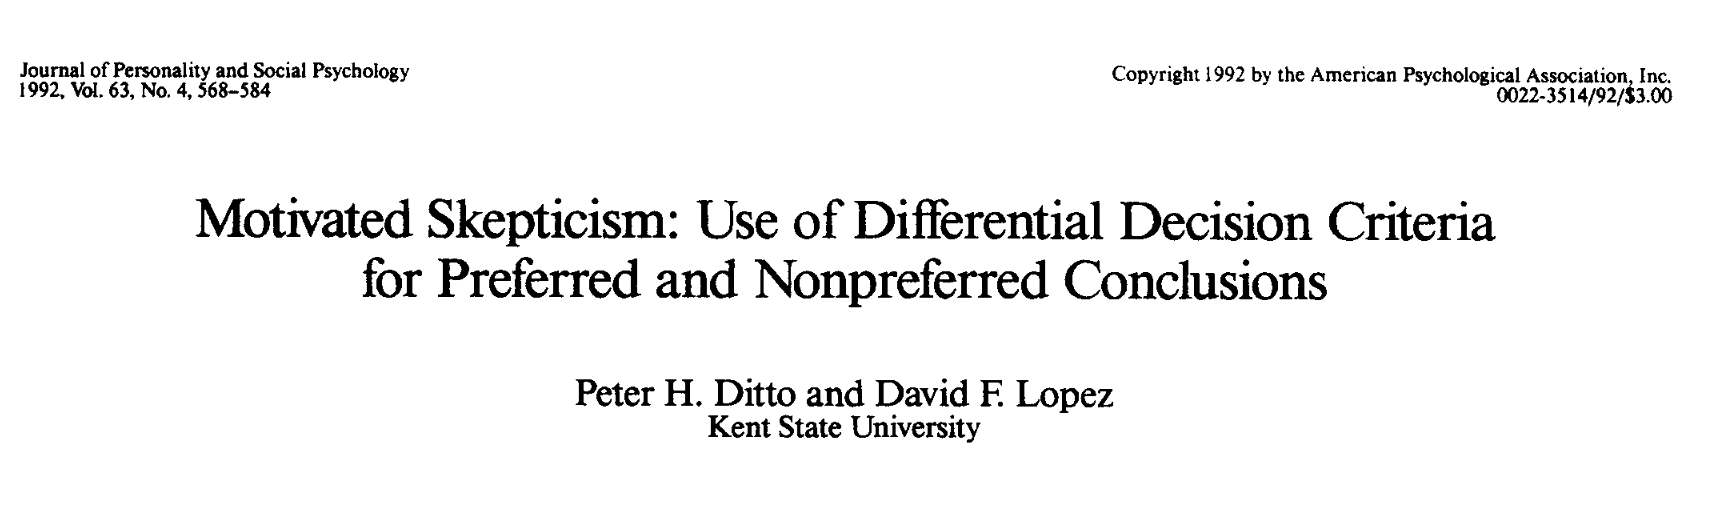 Journal of Personality and Social Psychology
1992, Vol. 63, No. 4, 568–584
Copyright 1992 by the American Psychological Association, Inc.
0022-3514/92/$3.00
Motivated Skepticism: Use of Differential Decision Criteria
for Preferred and Nonpreferred Conclusions
Peter H. Ditto and David F. Lopez
Kent State University